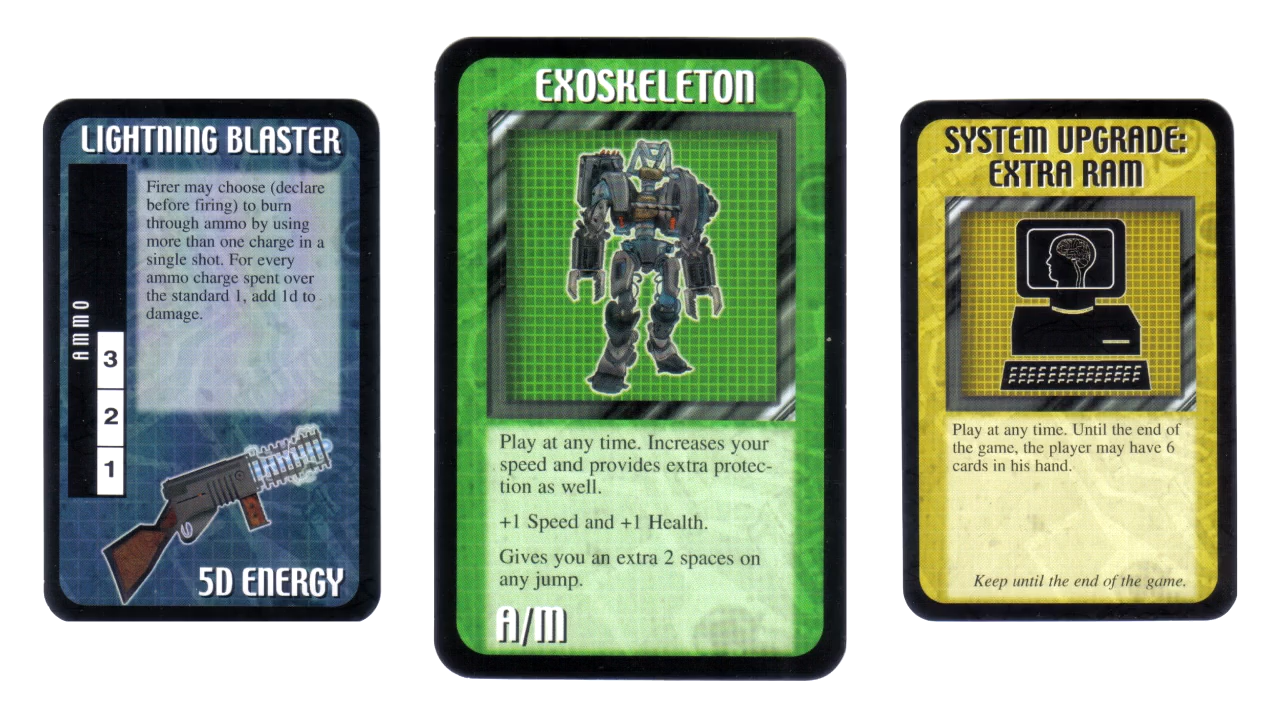 LIGHTNING BLASTER
Firer may choose (declare
before firing) to burn
through ammo by using
more than one charge in a
single shot. For every
ammo charge spent over
the standard 1, add 1d to
damage.
AMMO
3
2
1
5D ENERGY
EXOSKELETON
Play at any time. Increases your
speed and provides extra protec-
tion as well.
+1 Speed and +1 Health.
Gives you an extra 2 spaces on
any jump.
A/M
SYSTEM UPGRADE:
EXTRA RAM
Play at any time. Until the end of
the game, the player may have 6
cards in his hand.
Keep until the end of the game.